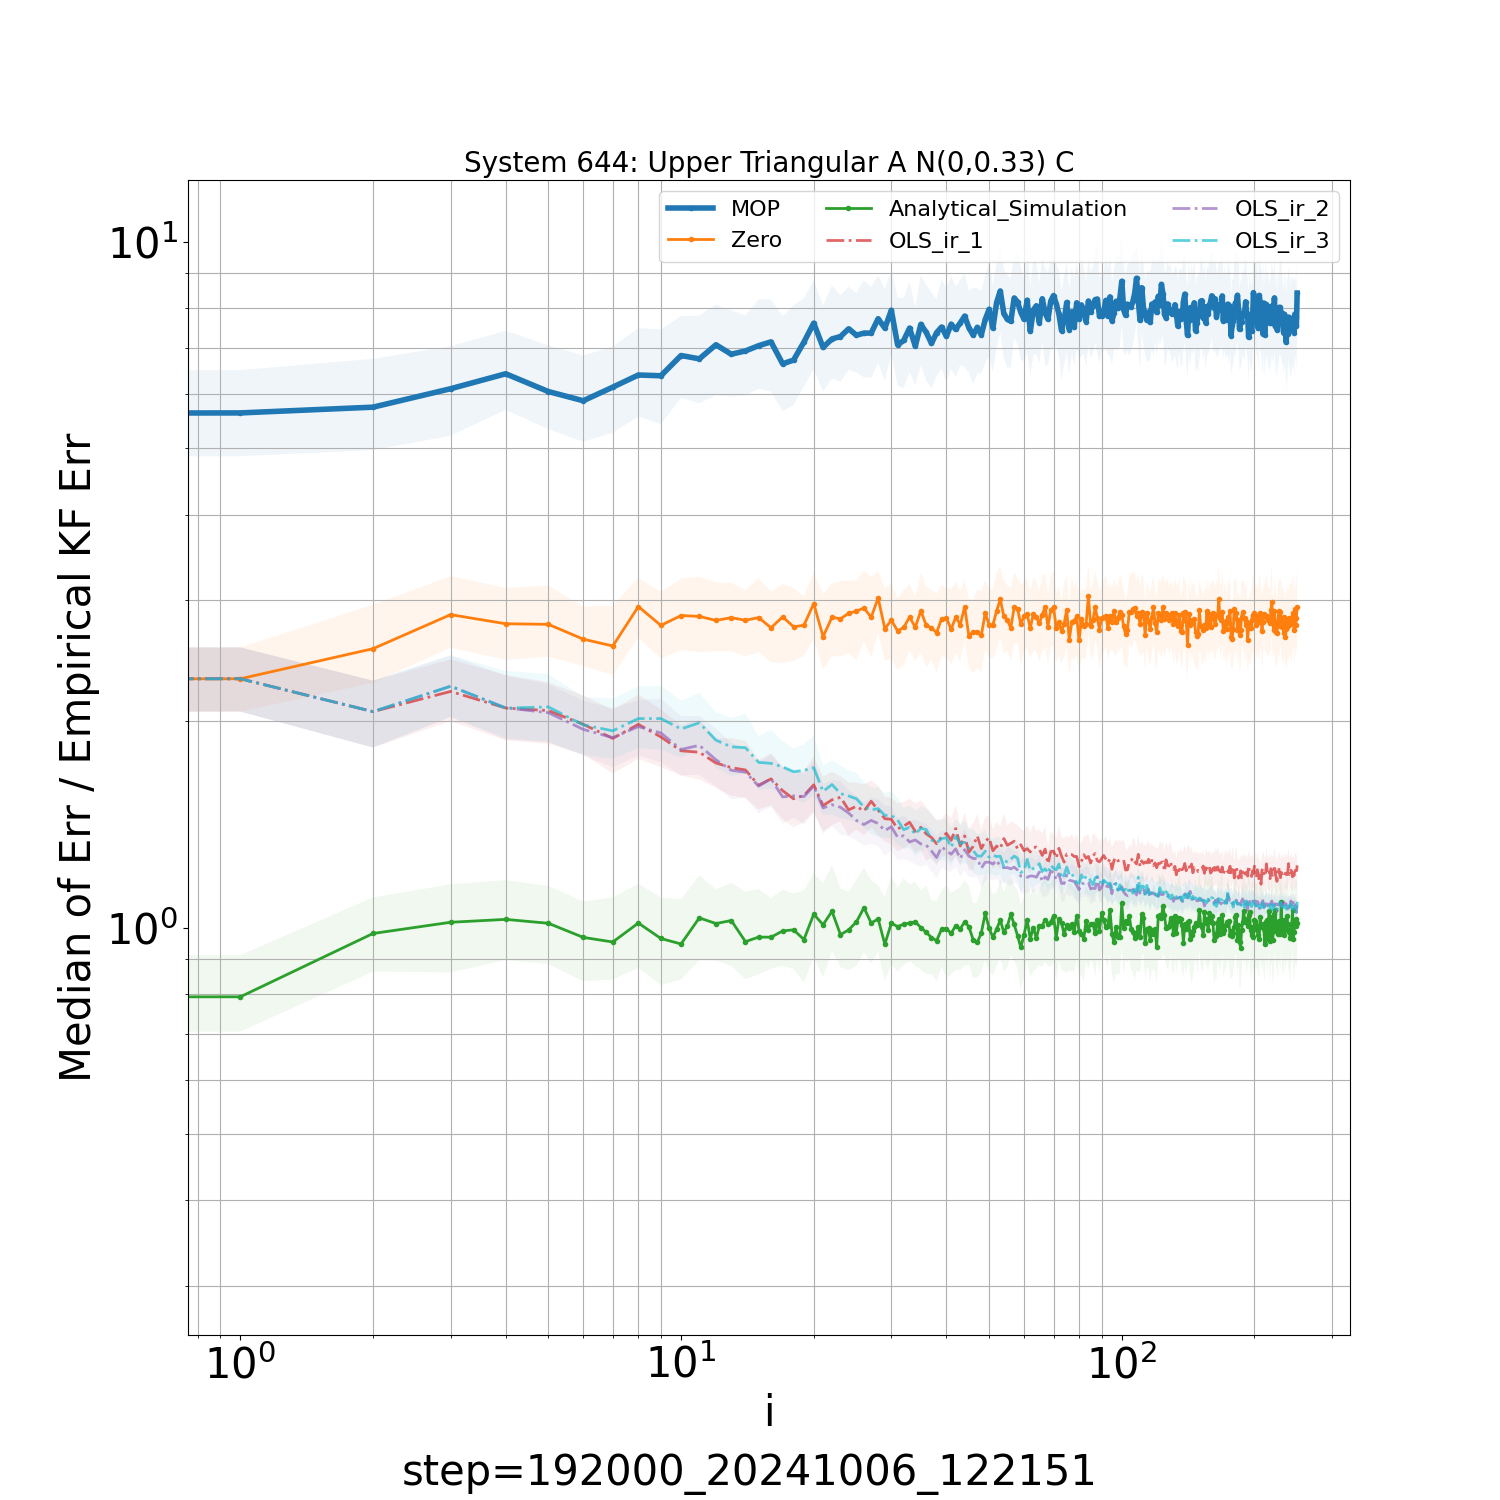 System 644: Upper Triangular A N(0,0.33) C
MOP
Zero
Analytical_Simulation
OLS_ir_1
OLS_ir_2
OLS_ir_3
Median of Err / Empirical KF Err
10¹
10⁰
10⁰ 10¹ 10²
i
step=192000_20241006_122151